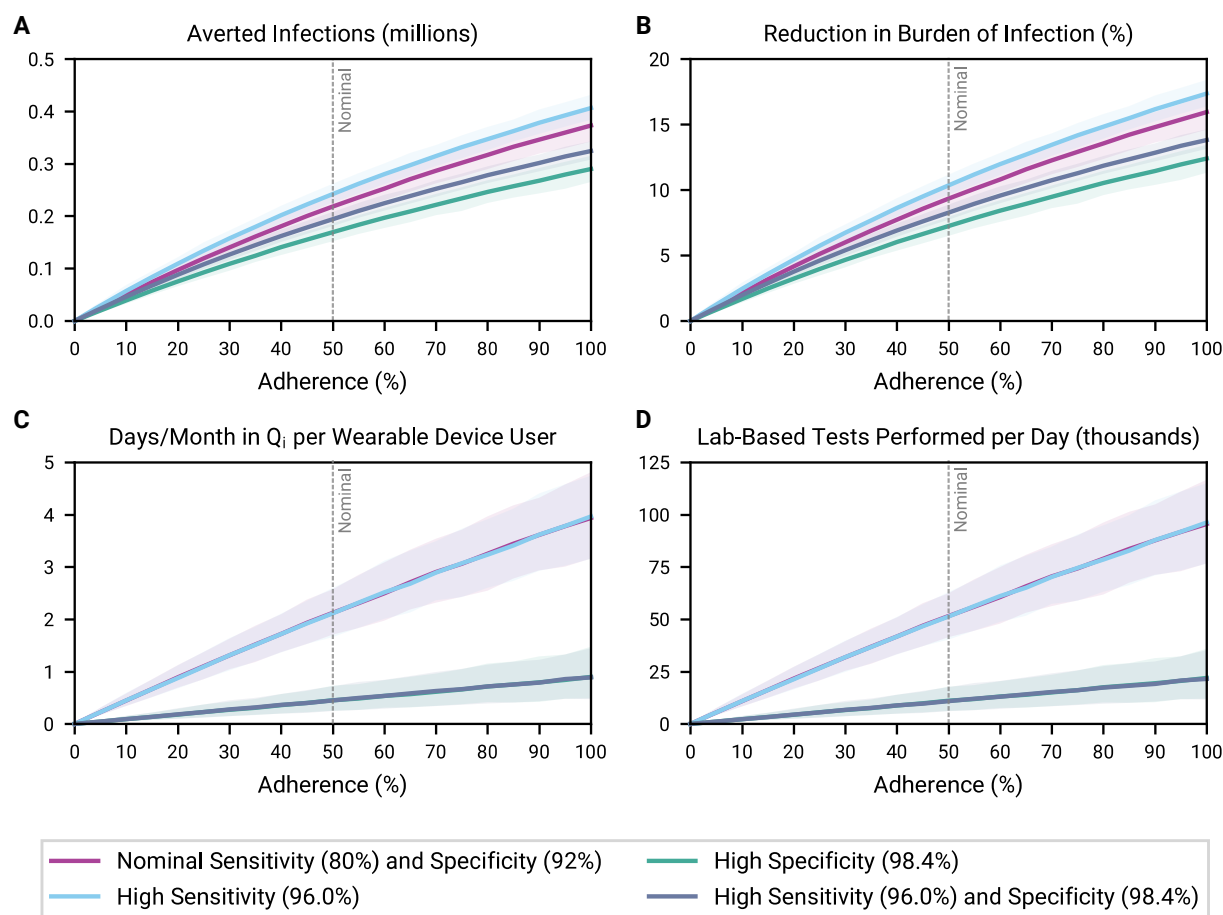 A
Averted Infections (millions)
0.5
0.4
0.3
0.2
0.1
0.0
Nominal
0 10 20 30 40 50 60 70 80 90 100
Adherence (%)
B
Reduction in Burden of Infection (%)
20
15
10
5
0
Nominal
0 10 20 30 40 50 60 70 80 90 100
Adherence (%)
C
Days/Month in Qi per Wearable Device User
5
4
3
2
1
0
Nominal
0 10 20 30 40 50 60 70 80 90 100
Adherence (%)
D
Lab-Based Tests Performed per Day (thousands)
125
100
75
50
25
0
Nominal
0 10 20 30 40 50 60 70 80 90 100
Adherence (%)
Nominal Sensitivity (80%) and Specificity (92%)
High Sensitivity (96.0%)
High Specificity (98.4%)
High Sensitivity (96.0%) and Specificity (98.4%)